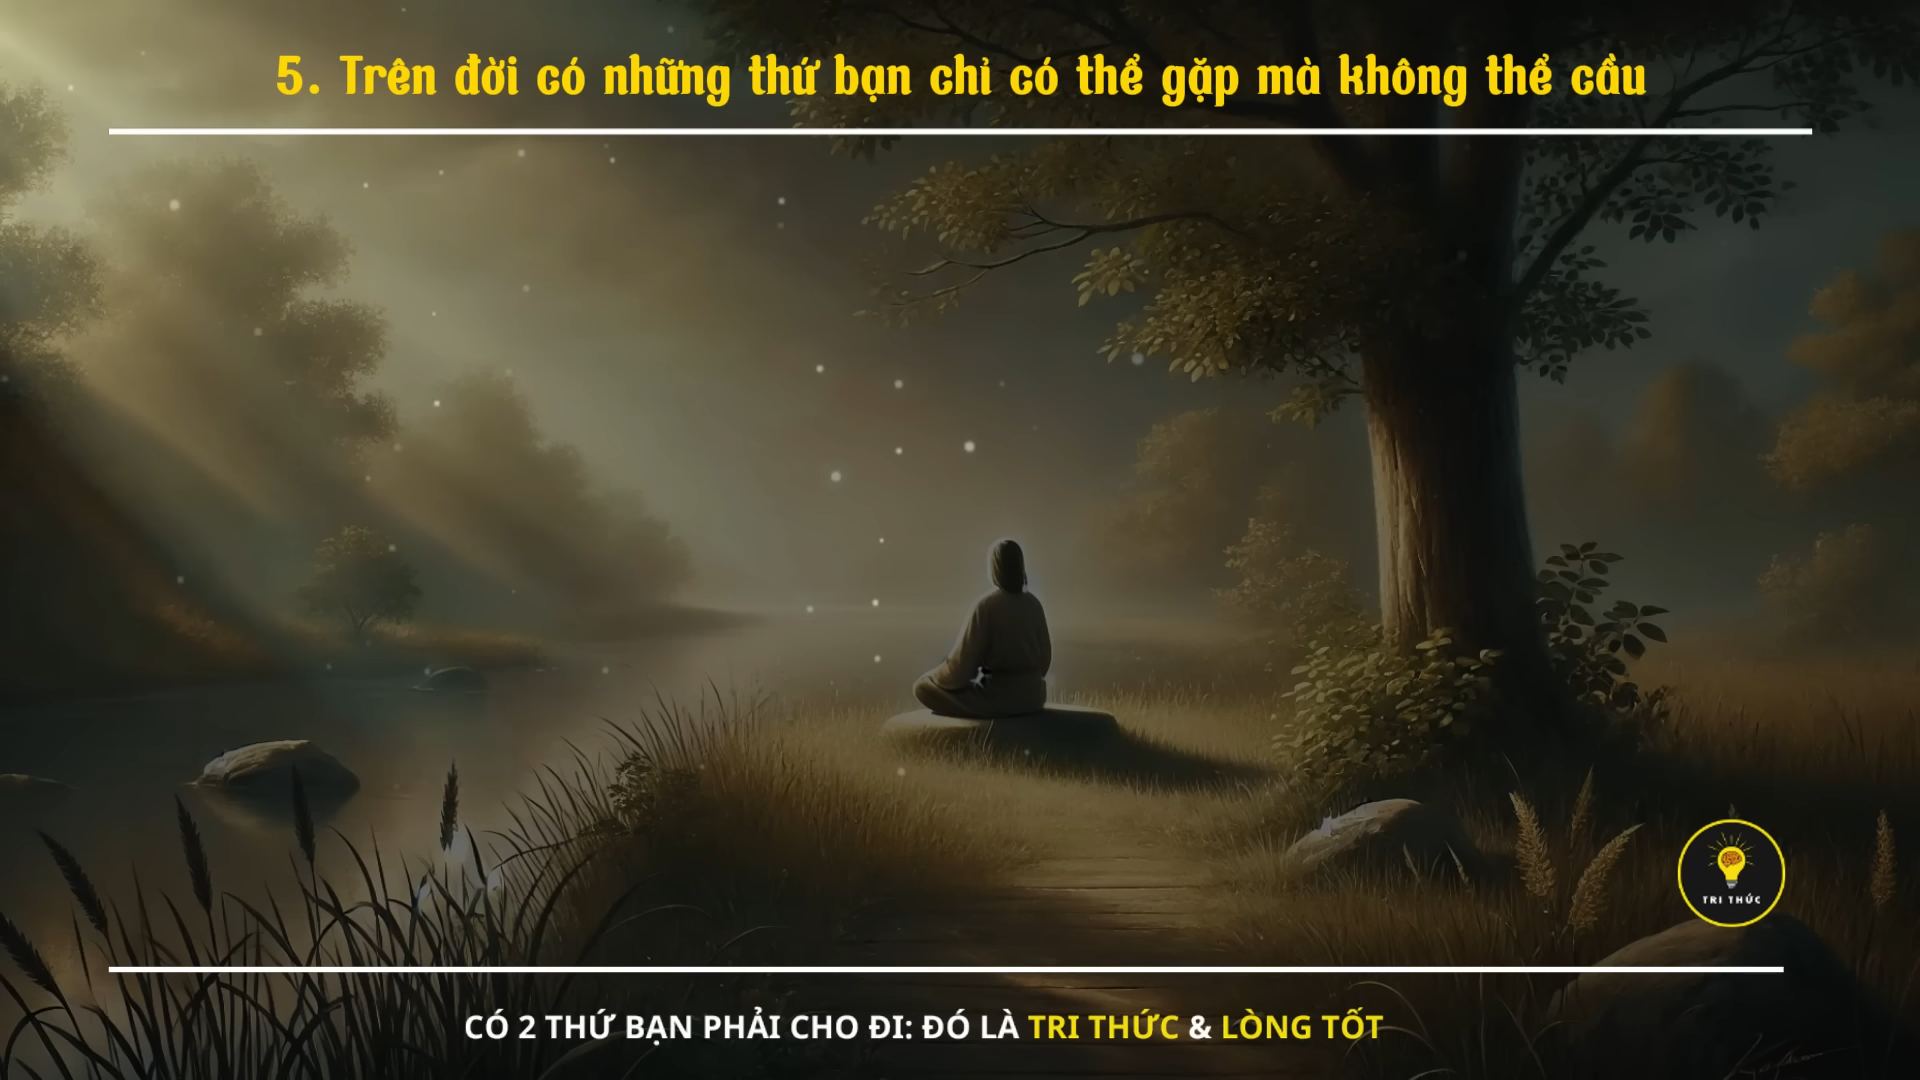 5. Trên đời có những thứ bạn chỉ có thể gặp mà không thể cầu
TRI THỨC
CÓ 2 THỨ BẠN PHẢI CHO ĐI: ĐÓ LÀ TRI THỨC & LÒNG TỐT